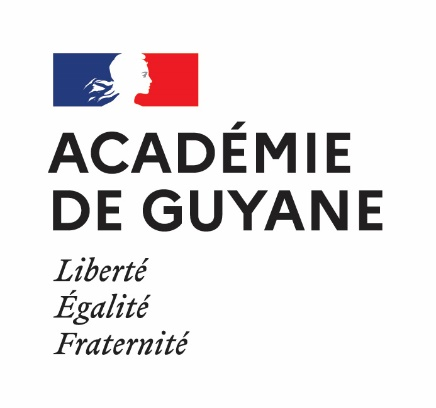 ACADÉMIE
DE GUYANE
Liberté
Égalité
Fraternité